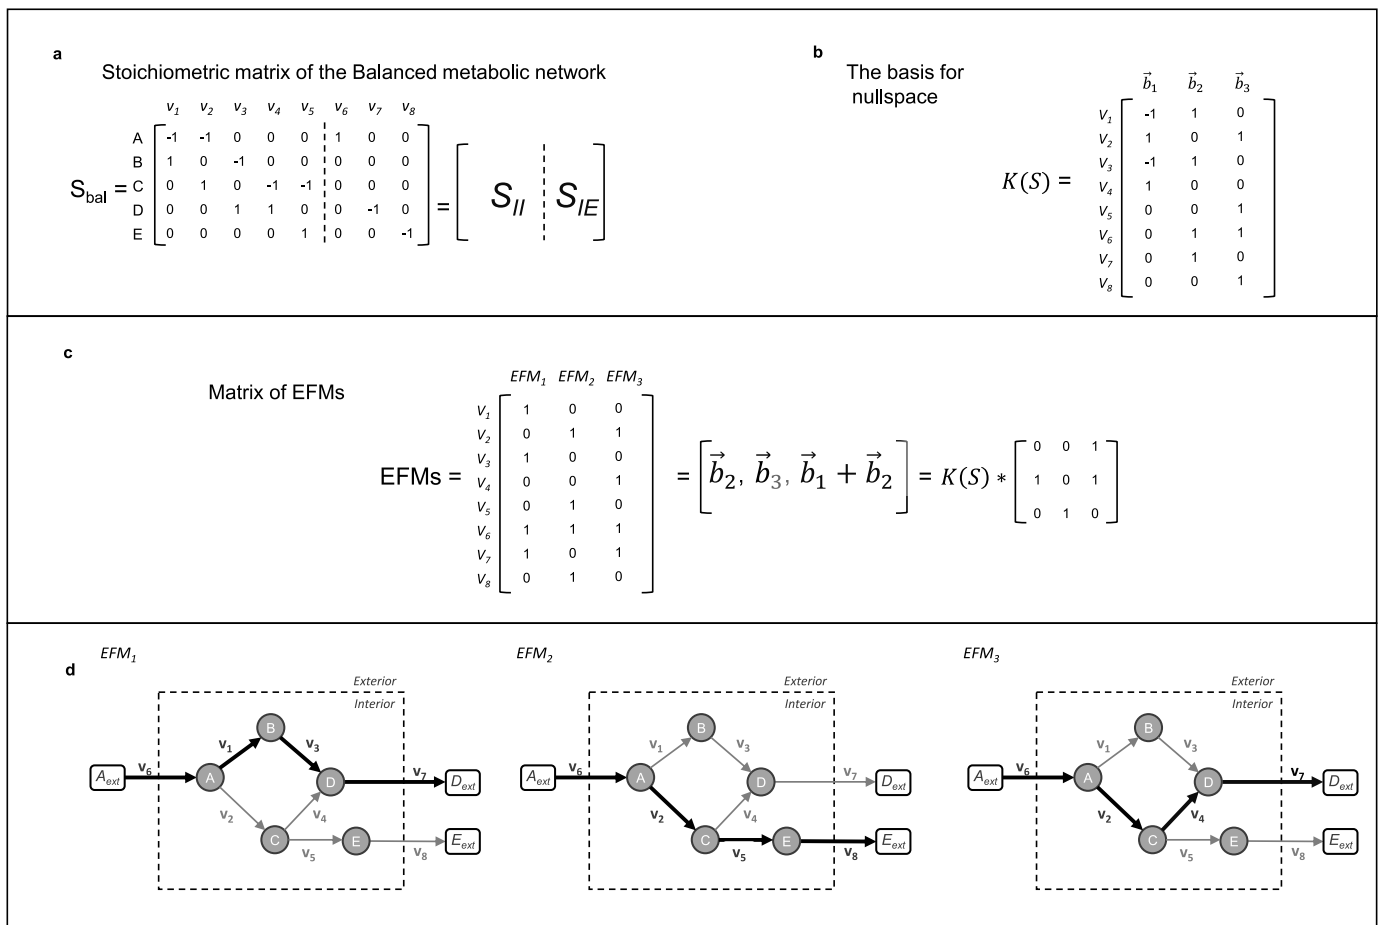 a
Stoichiometric matrix of the Balanced metabolic network
v1 v2 v3 v4 v5 v6 v7 v8
A -1 -1 0 0 0 1 0 0
B 1 0 -1 0 0 0 0 0
Sbal = C 0 1 0 -1 -1 0 0 0 = SII SIE
D 0 0 1 1 0 0 -1 0
E 0 0 0 0 1 0 0 -1
b
The basis for
nullspace
b⃗1 b⃗2 b⃗3
V1 -1 1 0
V2 1 0 1
V3 -1 1 0
K(S) = V4 1 0 0
V5 0 0 1
V6 0 1 1
V7 0 1 0
V8 0 0 1
c
Matrix of EFMs
EFM1 EFM2 EFM3
V1 1 0 0
V2 0 1 1
V3 1 0 0
EFMs = V4 0 0 1 = [b⃗2, b⃗3, b⃗1 + b⃗2] = K(S) *
V5 0 1 0
V6 1 1 1
V7 1 0 1
V8 0 1 0
0 0 1
1 0 1
0 1 0
d
EFM1
Exterior
Interior
Aext v6 A v1 B v3 D v7 Dext
v2 C v4 v5 E v8 Eext
EFM2
Exterior
Interior
Aext v6 A v1 B v3 D v7 Dext
v2 C v4 v5 E v8 Eext
EFM3
Exterior
Interior
Aext v6 A v1 B v3 D v7 Dext
v2 C v4 v5 E v8 Eext